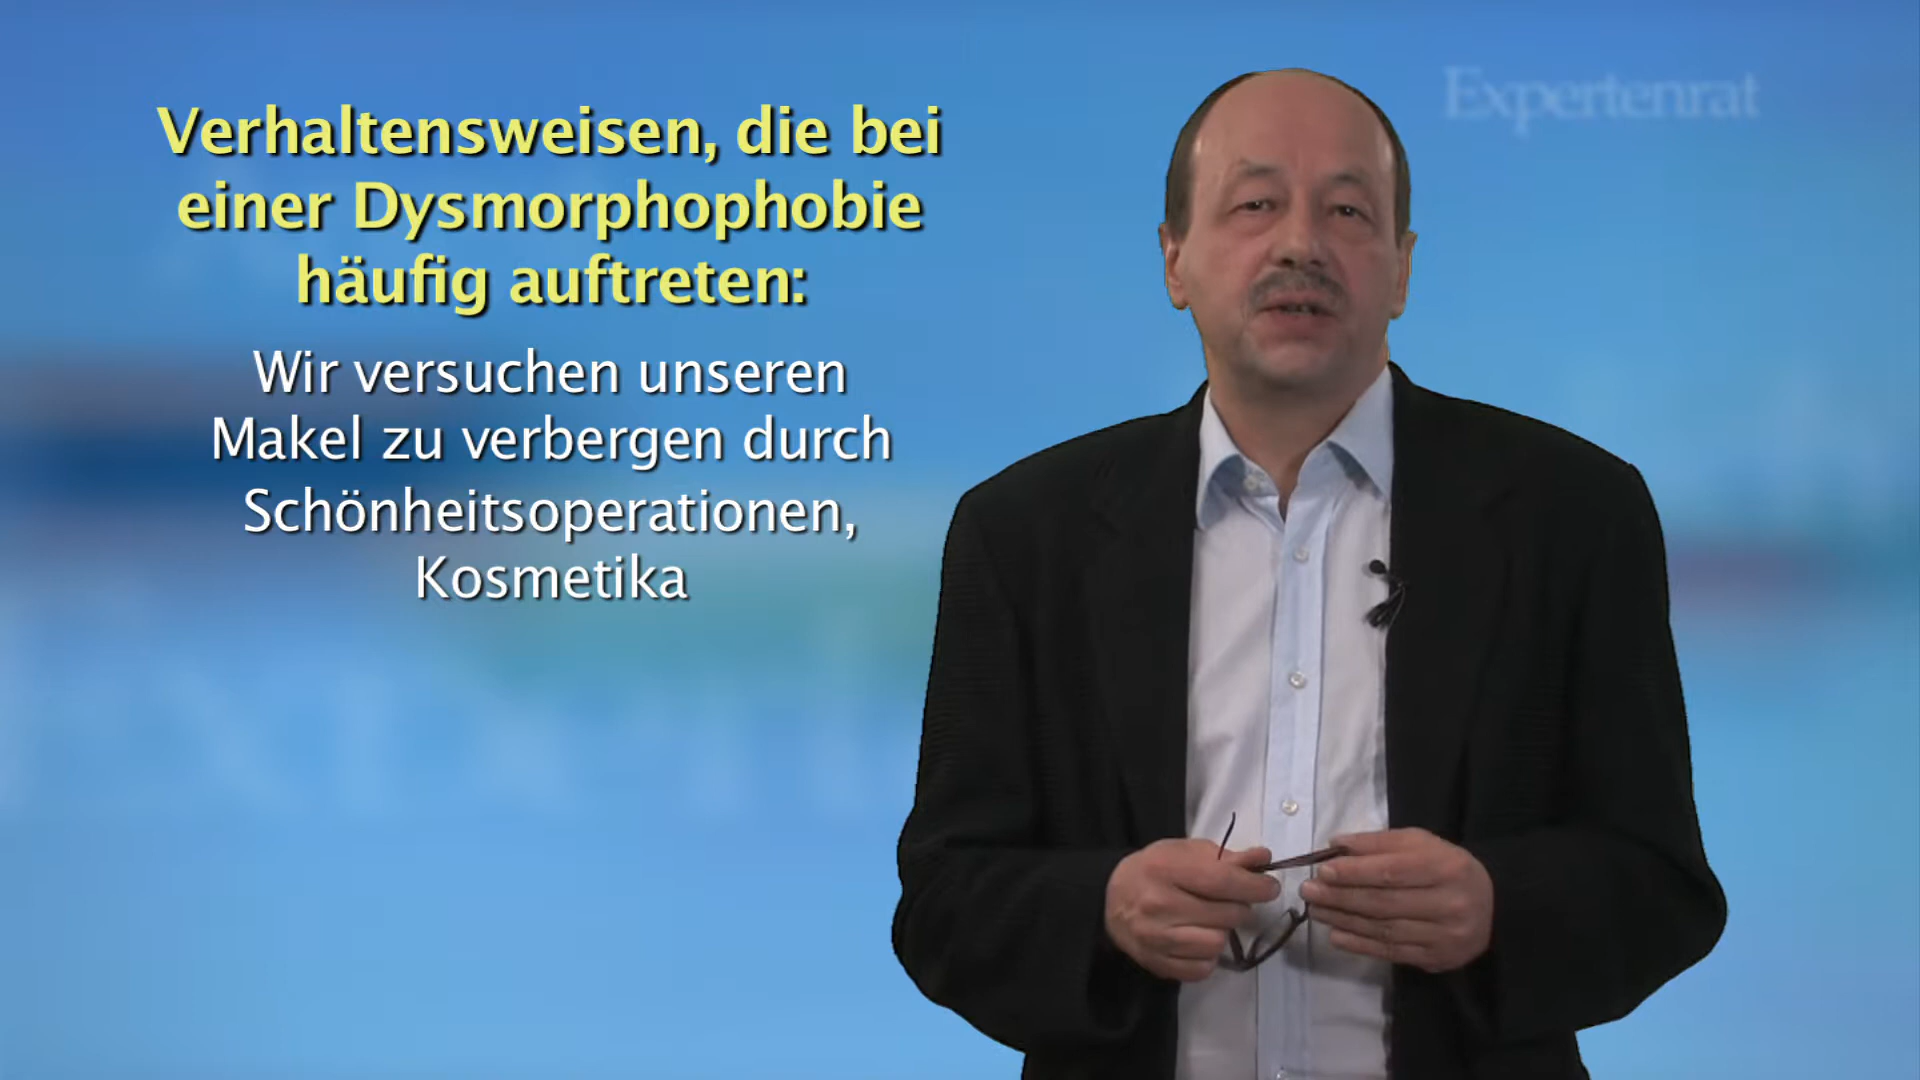 Expertenrat
Verhaltensweisen, die bei
einer Dysmorphophobie
häufig auftreten:
Wir versuchen unseren
Makel zu verbergen durch
Schönheitsoperationen,
Kosmetika